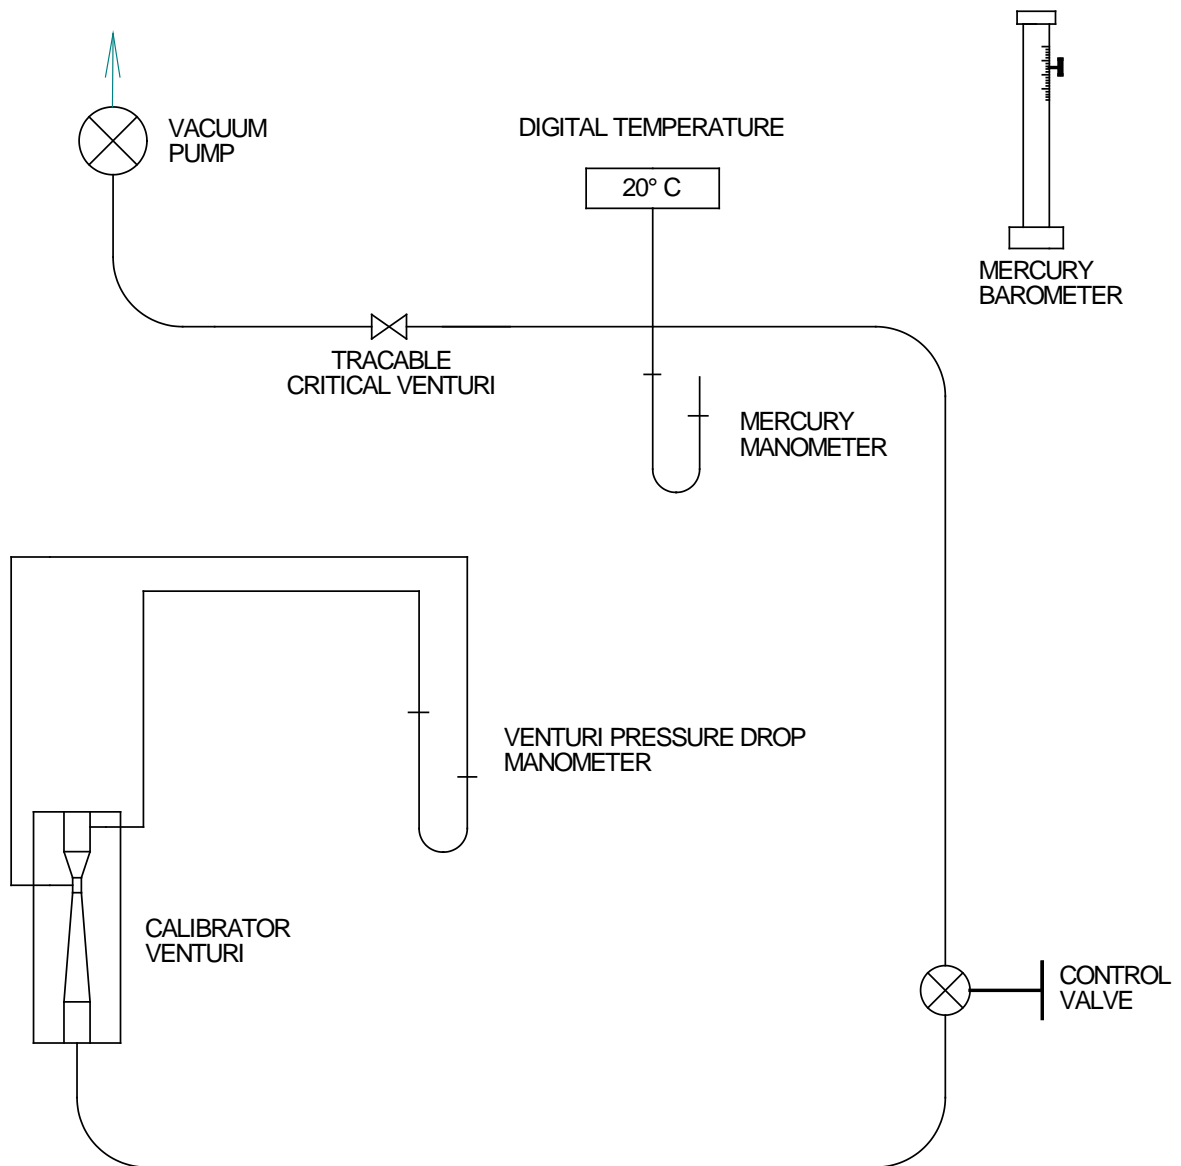 VACUUM
PUMP
DIGITAL TEMPERATURE
20° C
MERCURY
BAROMETER
TRACABLE
CRITICAL VENTURI
MERCURY
MANOMETER
VENTURI PRESSURE DROP
MANOMETER
CALIBRATOR
VENTURI
CONTROL
VALVE